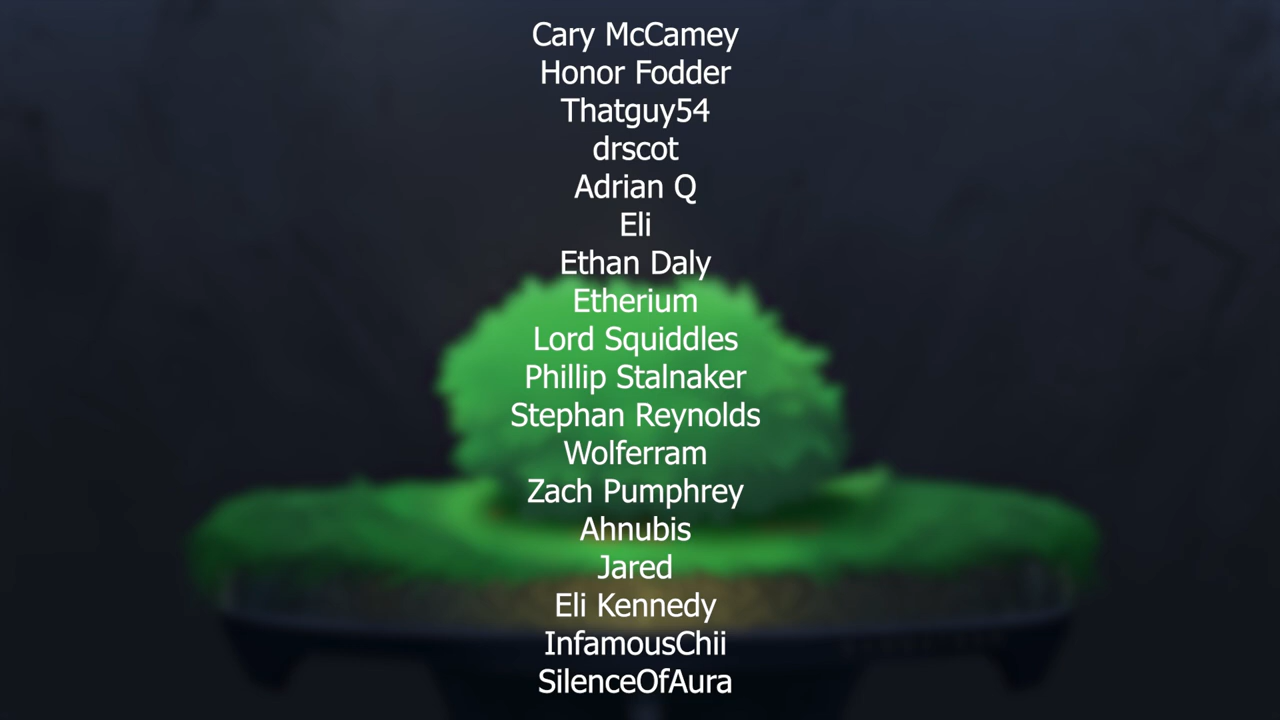 Cary McCamey
Honor Fodder
Thatguy54
drscot
Adrian Q
Eli
Ethan Daly
Etherium
Lord Squiddles
Phillip Stalnaker
Stephan Reynolds
Wolferram
Zach Pumphrey
Ahnubis
Jared
Eli Kennedy
InfamousChii
SilenceOfAura